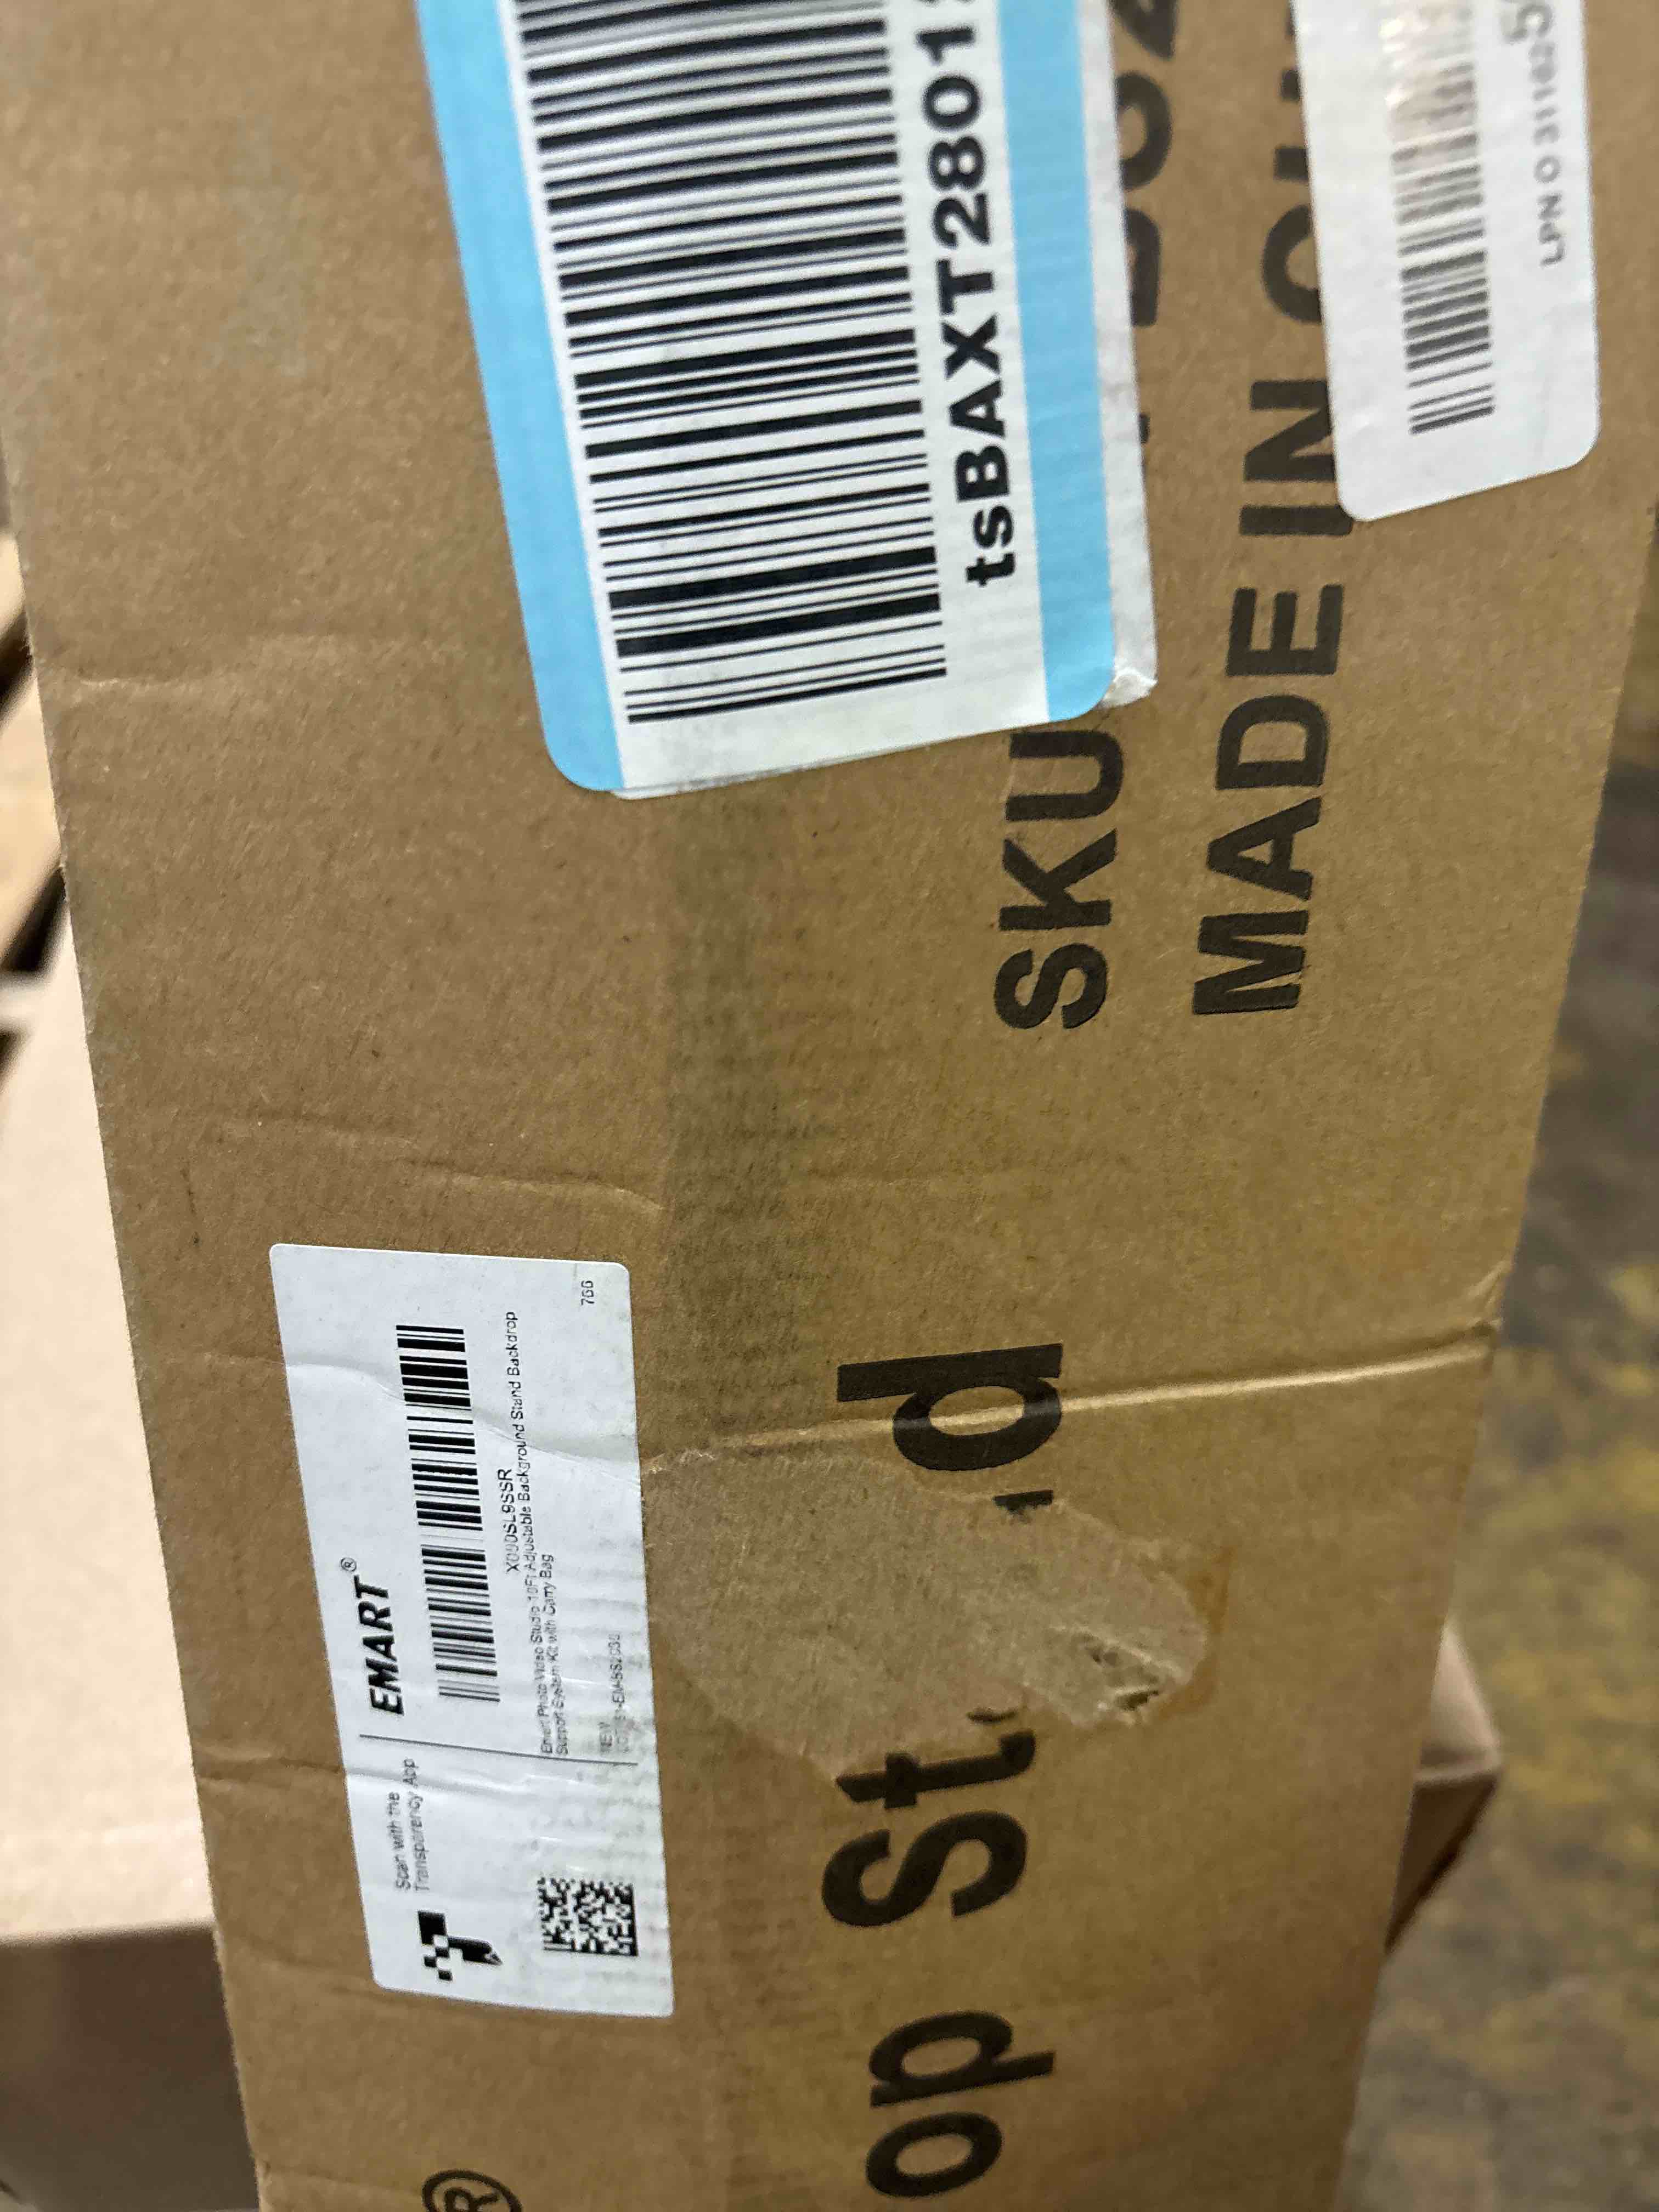 Scan with the
Transparency App
EMART®
X000SL9SSR
Emart Photo Video Studio 10Ft Adjustable Background Stand Backdrop
Support System Kit with Carry Bag
NEW
766
®
op St d
SKU
MADE IN
tsBAXT2801
LPN